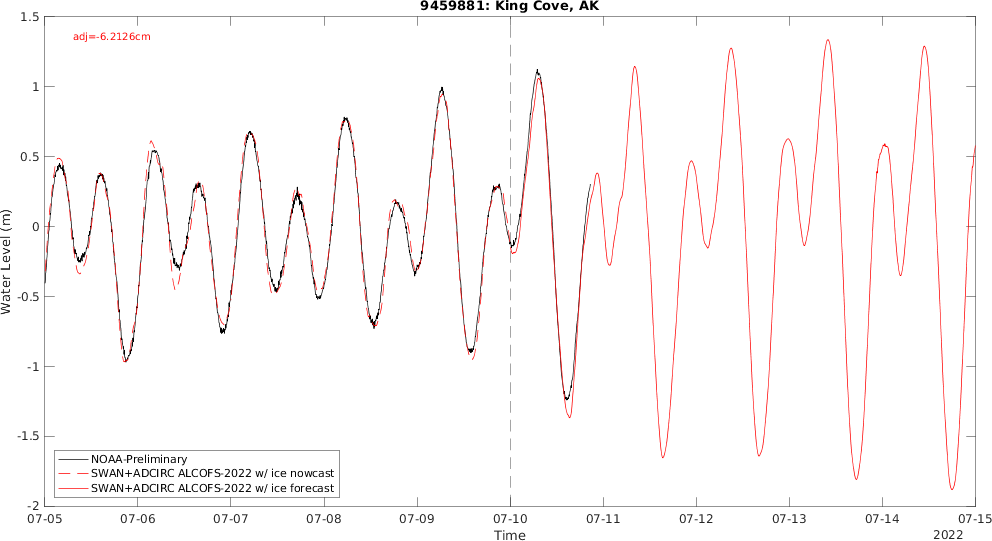 9459881: King Cove, AK
adj=-6.2126cm
Water Level (m)
1.5
1
0.5
0
-0.5
-1
-1.5
-2
NOAA-Preliminary
SWAN+ADCIRC ALCOFS-2022 w/ ice nowcast
SWAN+ADCIRC ALCOFS-2022 w/ ice forecast
07-05 07-06 07-07 07-08 07-09 07-10 07-11 07-12 07-13 07-14 07-15
Time
2022